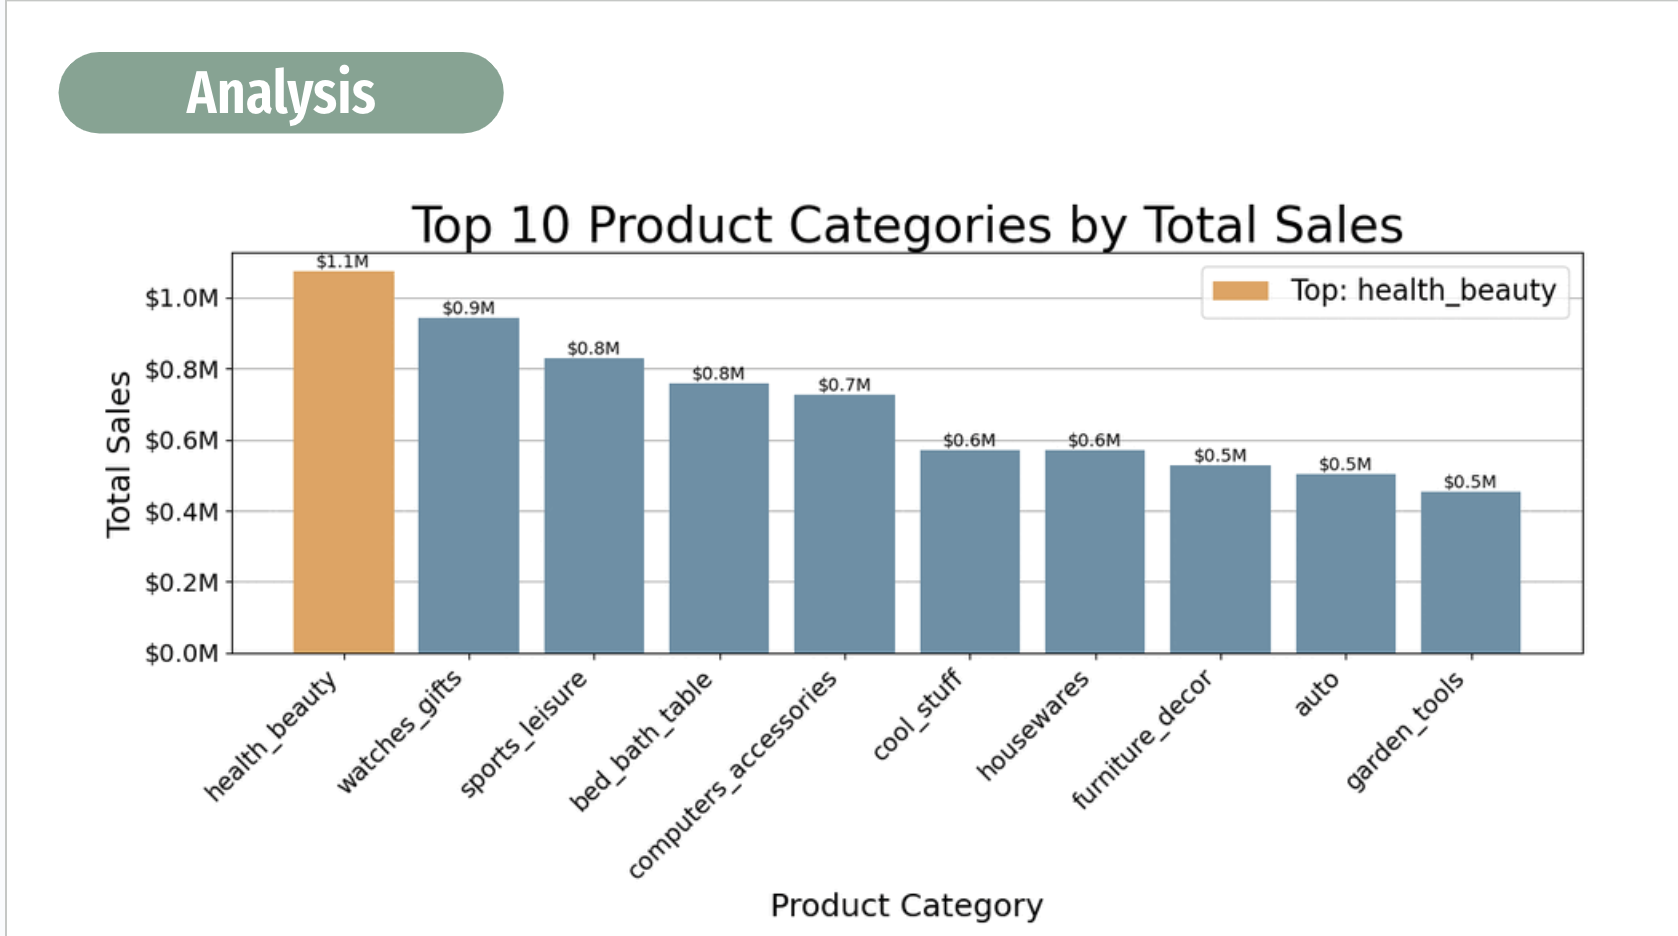 Analysis
Top 10 Product Categories by Total Sales
$1.1M
$0.9M
$0.8M
$0.8M
$0.7M
$0.6M
$0.6M
$0.5M
$0.5M
$0.5M
Top: health_beauty
Total Sales
$1.0M
$0.8M
$0.6M
$0.4M
$0.2M
$0.0M
health_beauty
watches_gifts
sports_leisure
bed_bath_table
computers_accessories
cool_stuff
housewares
furniture_decor
auto
garden_tools
Product Category